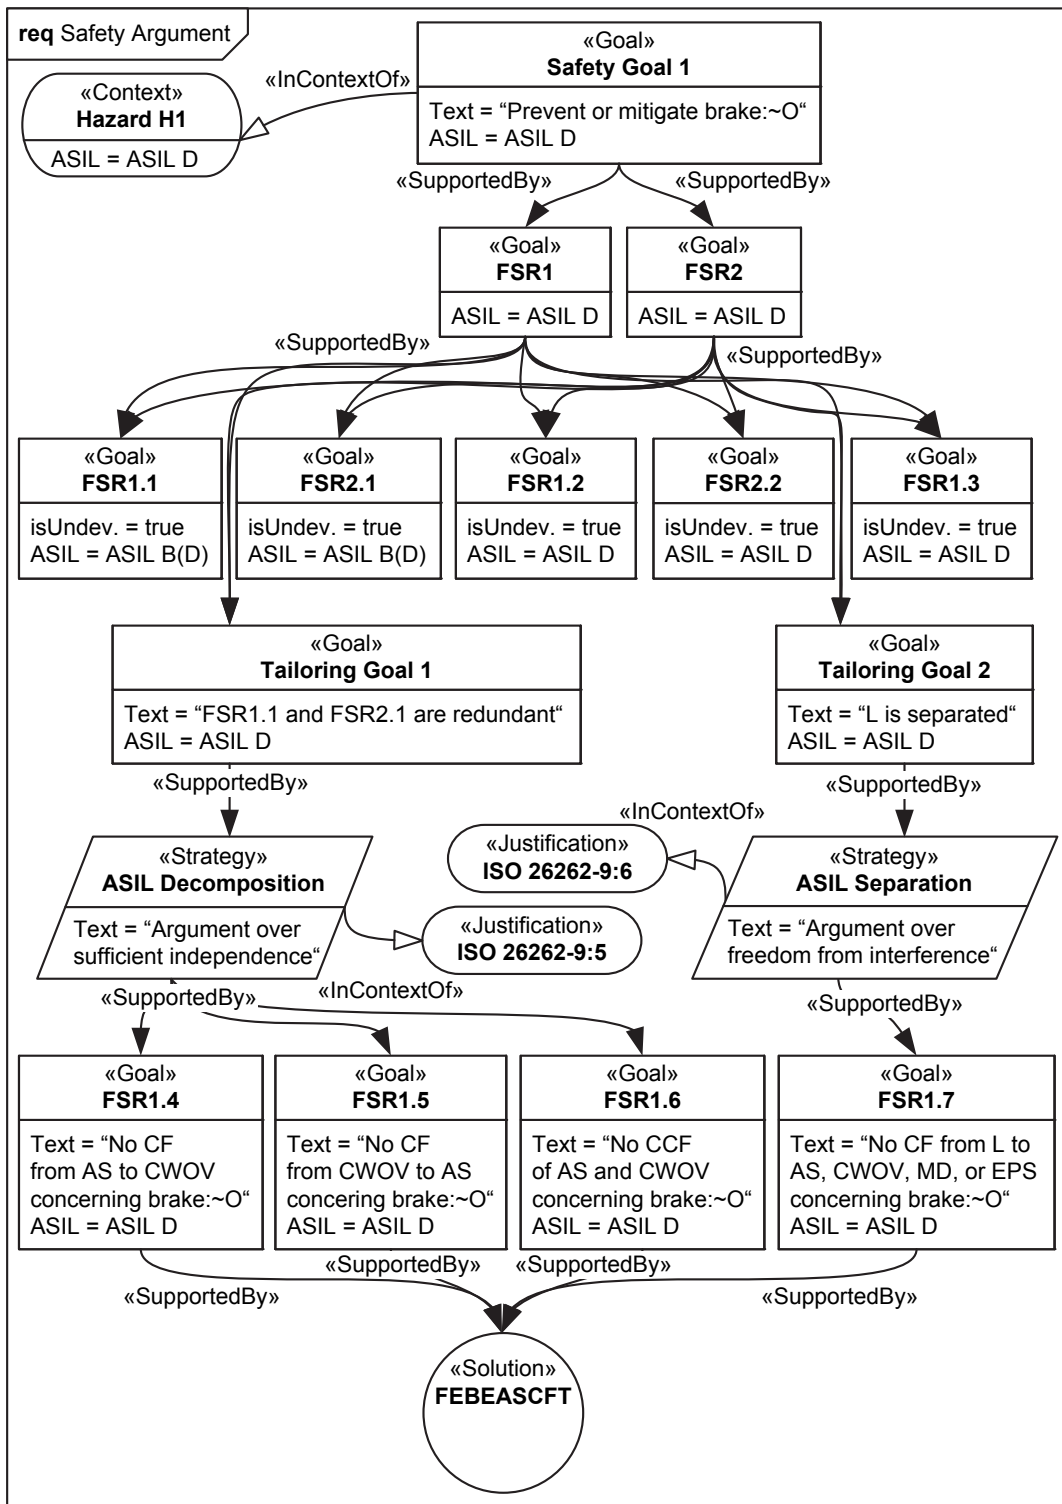 req Safety Argument
«Goal»
Safety Goal 1
Text = “Prevent or mitigate brake:~O“
ASIL = ASIL D
«InContextOf»
«Context»
Hazard H1
ASIL = ASIL D
«SupportedBy»
«SupportedBy»
«Goal»
FSR1
ASIL = ASIL D
«Goal»
FSR2
ASIL = ASIL D
«SupportedBy»
«SupportedBy»
«Goal»
FSR1.1
isUndev. = true
ASIL = ASIL B(D)
«Goal»
FSR2.1
isUndev. = true
ASIL = ASIL B(D)
«Goal»
FSR1.2
isUndev. = true
ASIL = ASIL D
«Goal»
FSR2.2
isUndev. = true
ASIL = ASIL D
«Goal»
FSR1.3
isUndev. = true
ASIL = ASIL D
«Goal»
Tailoring Goal 1
Text = “FSR1.1 and FSR2.1 are redundant“
ASIL = ASIL D
«Goal»
Tailoring Goal 2
Text = “L is separated“
ASIL = ASIL D
«SupportedBy»
«SupportedBy»
«InContextOf»
«Strategy»
ASIL Decomposition
Text = “Argument over
sufficient independence“
«Justification»
ISO 26262-9:6
«Justification»
ISO 26262-9:5
«Strategy»
ASIL Separation
Text = “Argument over
freedom from interference“
«SupportedBy»
«InContextOf»
«SupportedBy»
«Goal»
FSR1.4
Text = “No CF
from AS to CWOV
concerning brake:~O“
ASIL = ASIL D
«Goal»
FSR1.5
Text = “No CF
from CWOV to AS
concering brake:~O“
ASIL = ASIL D
«Goal»
FSR1.6
Text = “No CCF
of AS and CWOV
concerning brake:~O“
ASIL = ASIL D
«Goal»
FSR1.7
Text = “No CF from L to
AS, CWOV, MD, or EPS
concerning brake:~O“
ASIL = ASIL D
«SupportedBy»
«SupportedBy»
«SupportedBy»
«SupportedBy»
«Solution»
FEBEASCFT